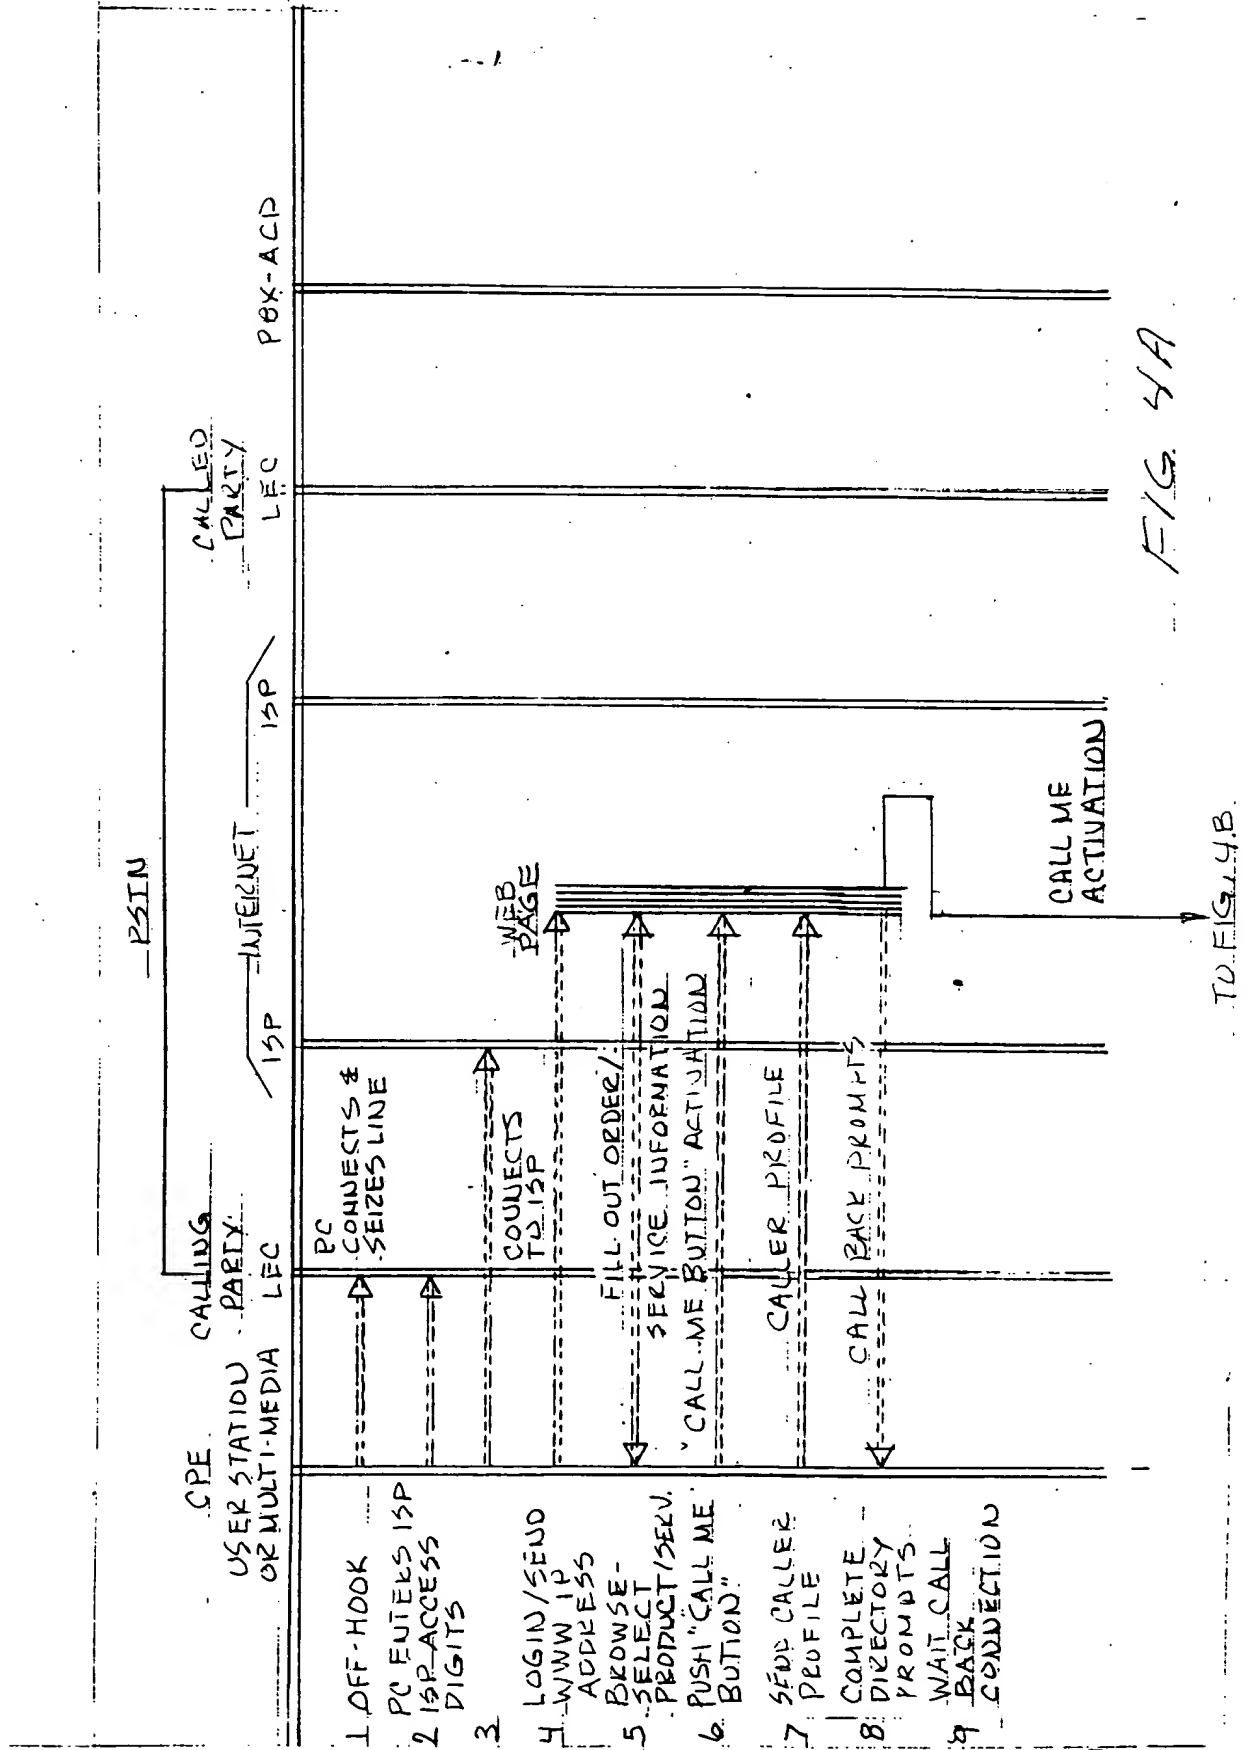 PSTN
CPE
CALLING
CALLED
USER STATION
PARTY
INTERNET
PARTY
OR MULTI-MEDIA
LEC
ISP
ISP
LEC
PBX-ACD
1 OFF-HOOK
PC
CONNECTS &
SEIZES LINE
PC ENTERS ISP
2 ISP ACCESS
DIGITS
3
CONNECTS
TO ISP
LOGIN/SEND
4 WWW IP
ADDRESS
WEB
PAGE
BROWSE-
5 SELECT
PRODUCT/SERV.
FILL OUT ORDER/
SERVICE INFORMATION
6 PUSH "CALL ME
BUTTON"
"CALL ME BUTTON" ACTIVATION
7 SEND CALLER
PROFILE
CALLER PROFILE
COMPLETE
8 DIRECTORY
PROMPTS
CALL BACK PROMPTS
WAIT CALL
9 BACK
CONNECTION
CALL ME
ACTIVATION
TO FIG. 4B.
FIG. 4A